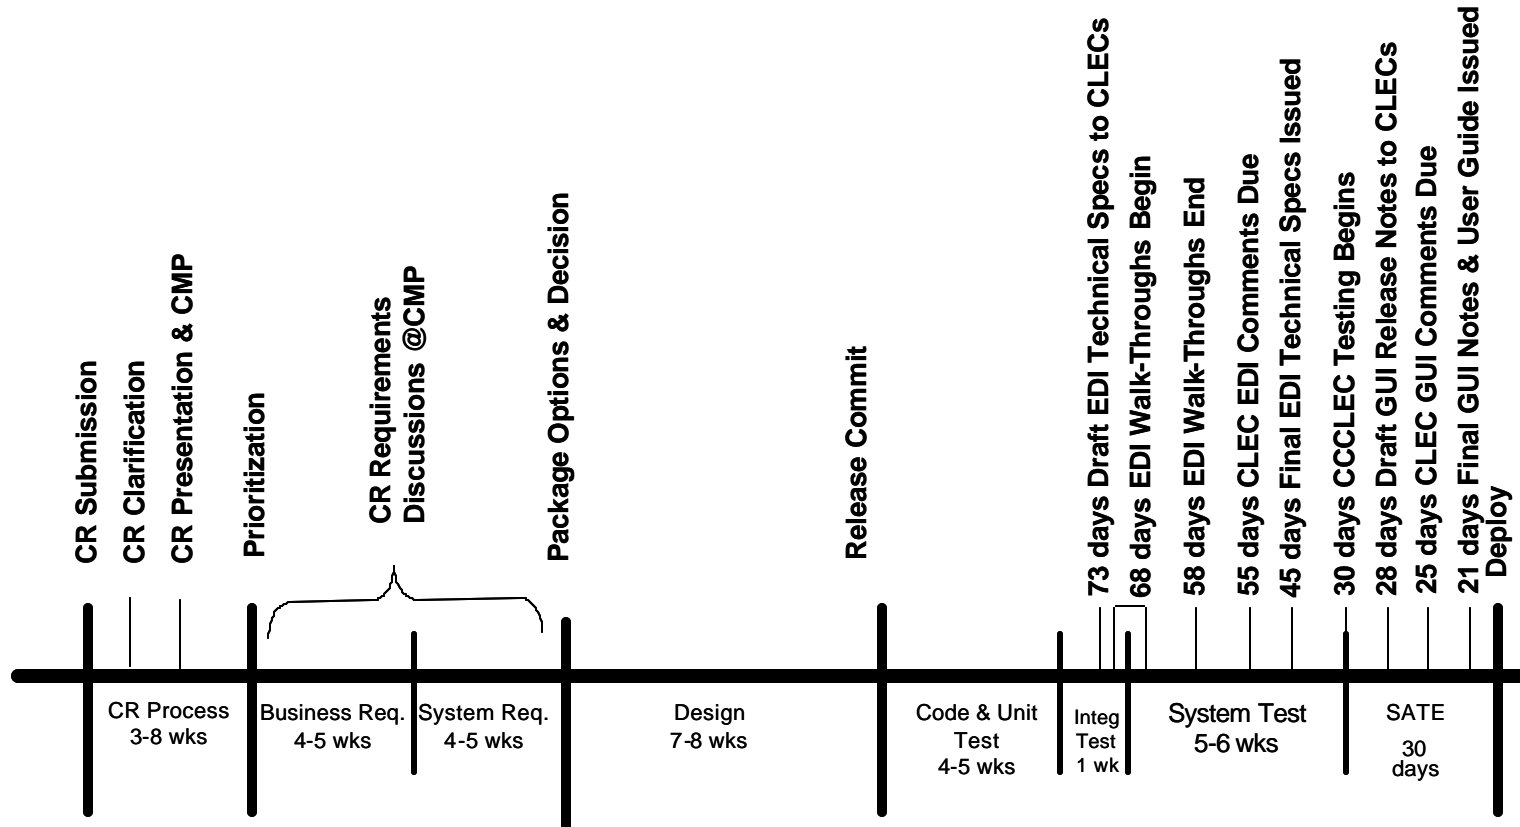 CR Submission
CR Clarification
CR Presentation & CMP
Prioritization
CR Requirements
Discussions @CMP
Package Options & Decision
Release Commit
73 days Draft EDI Technical Specs to CLECs
68 days EDI Walk-Throughs Begin
58 days EDI Walk-Throughs End
55 days CLEC EDI Comments Due
45 days Final EDI Technical Specs Issued
30 days CCCLEC Testing Begins
28 days Draft GUI Release Notes to CLECs
25 days CLEC GUI Comments Due
21 days Final GUI Notes & User Guide Issued
Deploy
CR Process
3-8 wks
Business Req.
4-5 wks
System Req.
4-5 wks
Design
7-8 wks
Code & Unit
Test
4-5 wks
Integ
Test
1 wk
System Test
5-6 wks
SATE
30
days